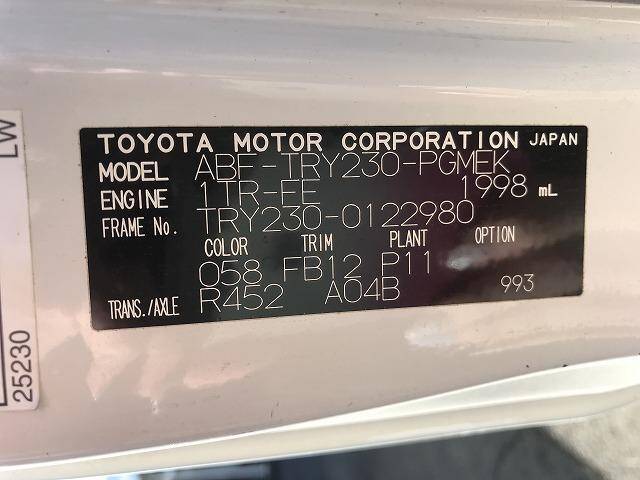 TOYOTA MOTOR CORPORATION JAPAN
MODEL ABF-TRY230-PGMEK
ENGINE 1TR-FE 1998 mL
FRAME No. TRY230-0122980
COLOR TRIM PLANT OPTION
058 FB12 P11
TRANS./AXLE R452 A04B 993
LW
25230